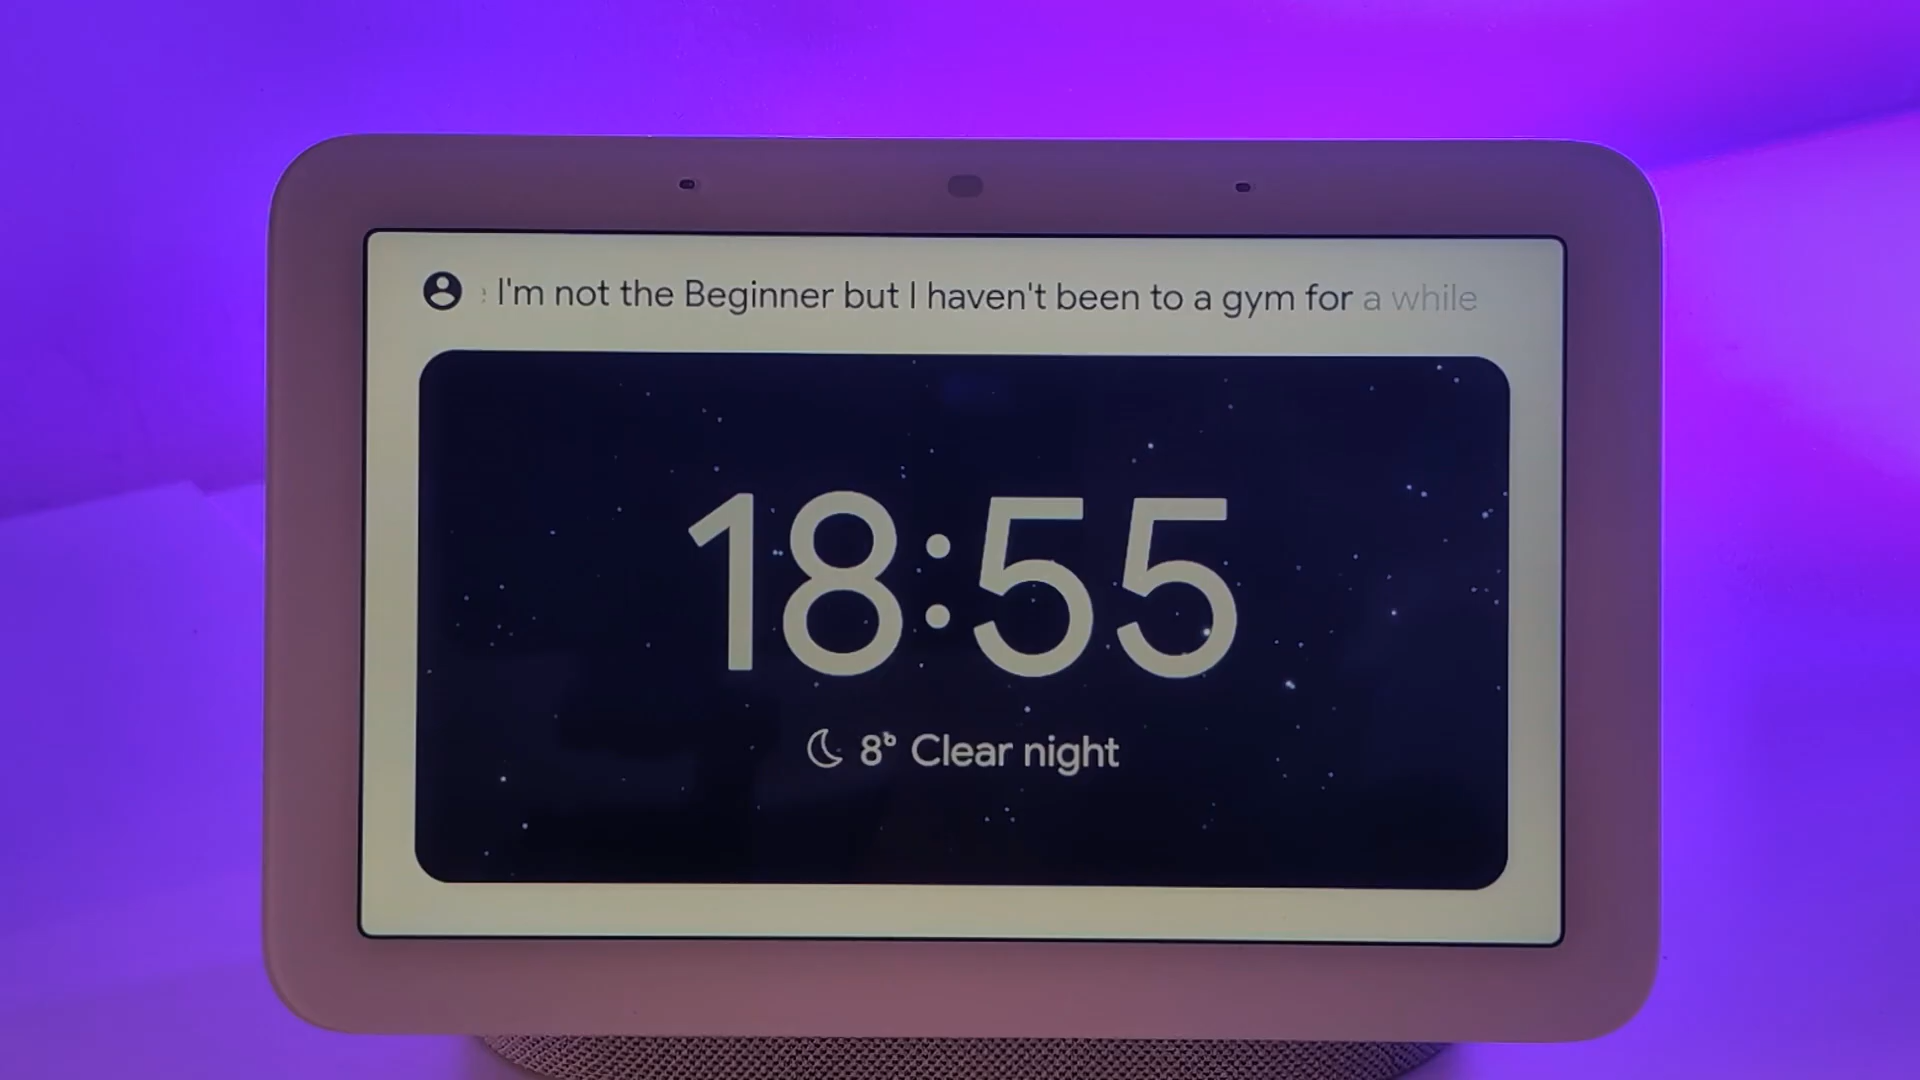 I'm not the Beginner but I haven't been to a gym for a while
18:55
8° Clear night